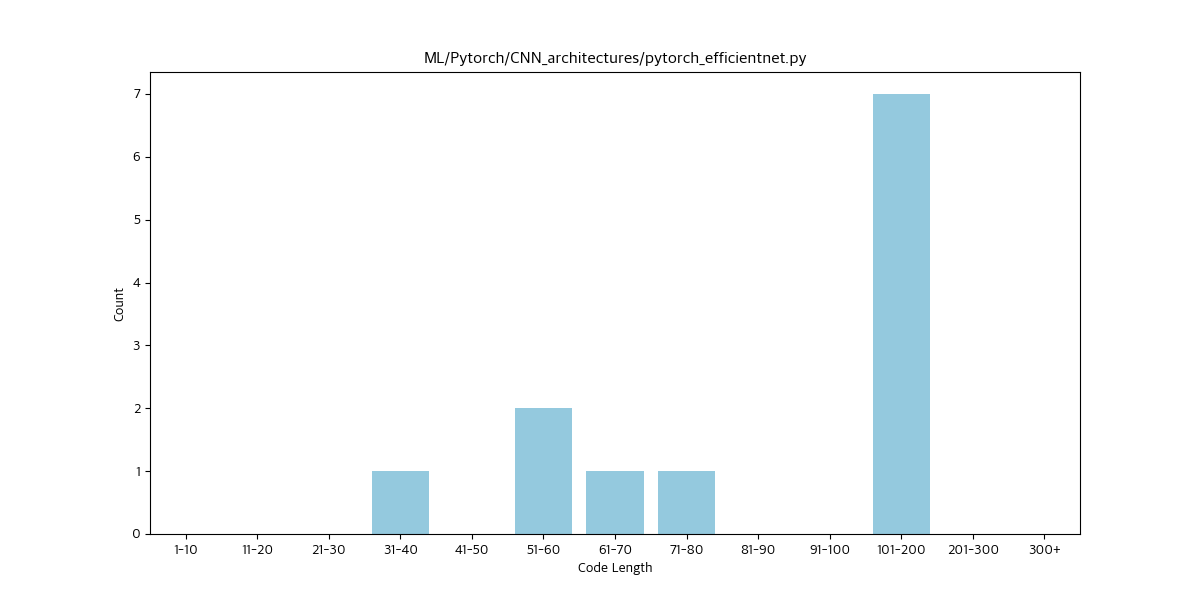 ML/Pytorch/CNN_architectures/pytorch_efficientnet.py
7
6
5
4
3
2
1
0
Count
1-10 11-20 21-30 31-40 41-50 51-60 61-70 71-80 81-90 91-100 101-200 201-300 300+
Code Length